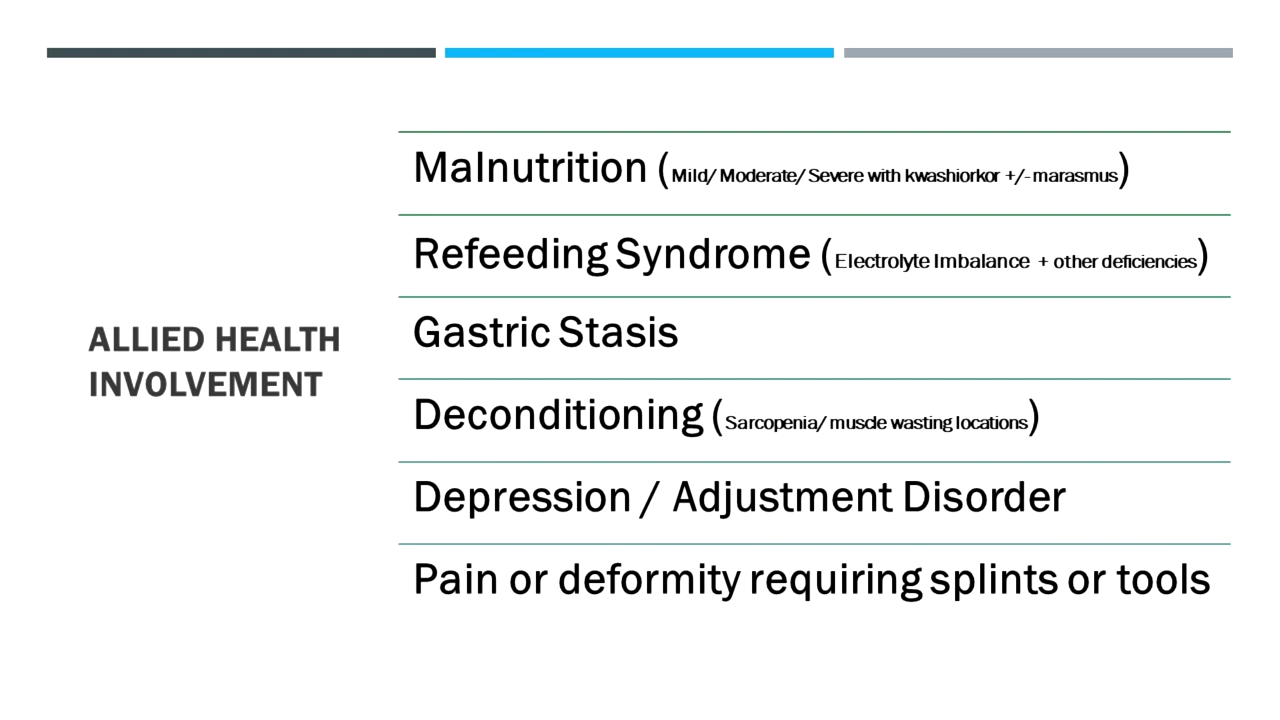 ALLIED HEALTH
INVOLVEMENT
Malnutrition (Mild/ Moderate/ Severe with kwashiorkor +/- marasmus)
Refeeding Syndrome (Electrolyte Imbalance + other deficiencies)
Gastric Stasis
Deconditioning (Sarcopenia/ muscle wasting locations)
Depression / Adjustment Disorder
Pain or deformity requiring splints or tools